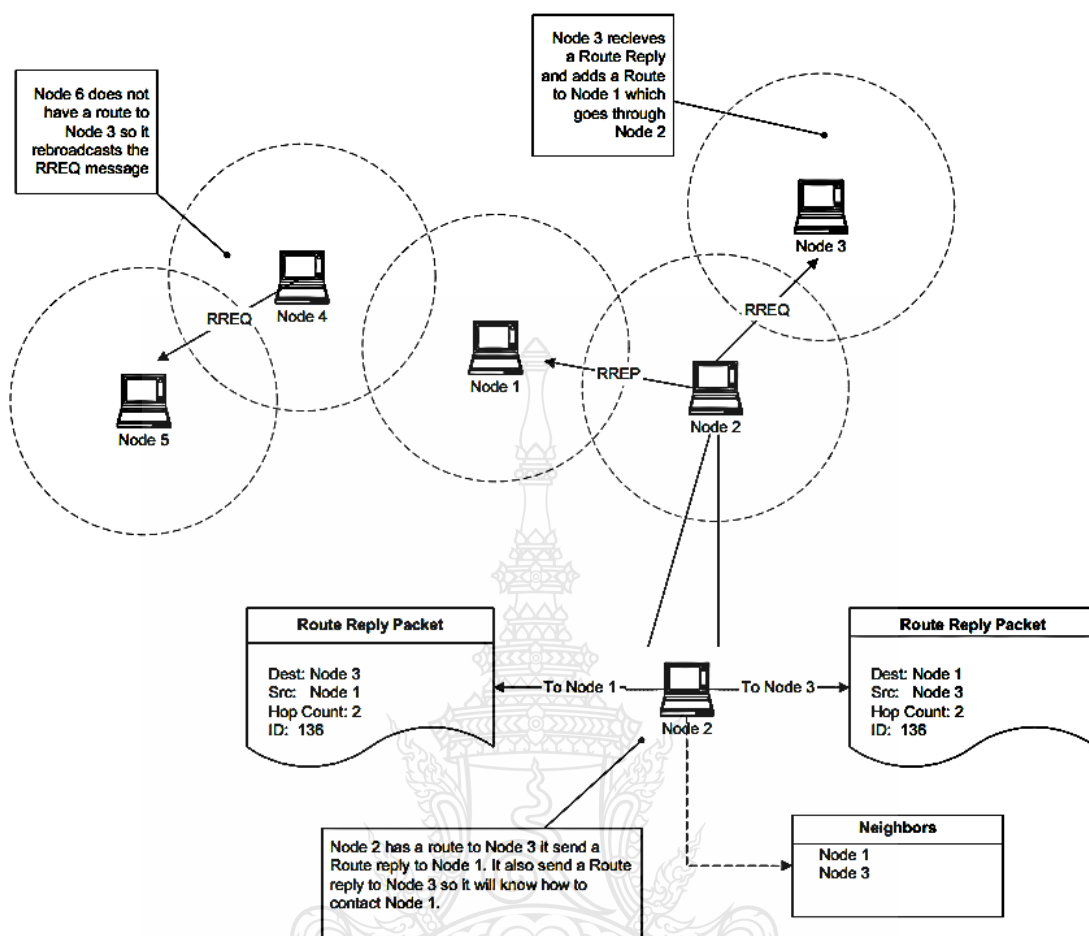 Node 6 does not
have a route to
Node 3 so it
rebroadcasts the
RREQ message
Node 3 recieves
a Route Reply
and adds a Route
to Node 1 which
goes through
Node 2
Node 3
RREQ
Node 4
RREQ
Node 5
Node 1
RREP
Node 2
Route Reply Packet
Dest: Node 3
Src: Node 1
Hop Count: 2
ID: 136
To Node 1
Node 2
To Node 3
Route Reply Packet
Dest: Node 1
Src: Node 3
Hop Count: 2
ID: 136
Node 2 has a route to Node 3 it send a
Route reply to Node 1. It also send a Route
reply to Node 3 so it will know how to
contact Node 1.
Neighbors
Node 1
Node 3